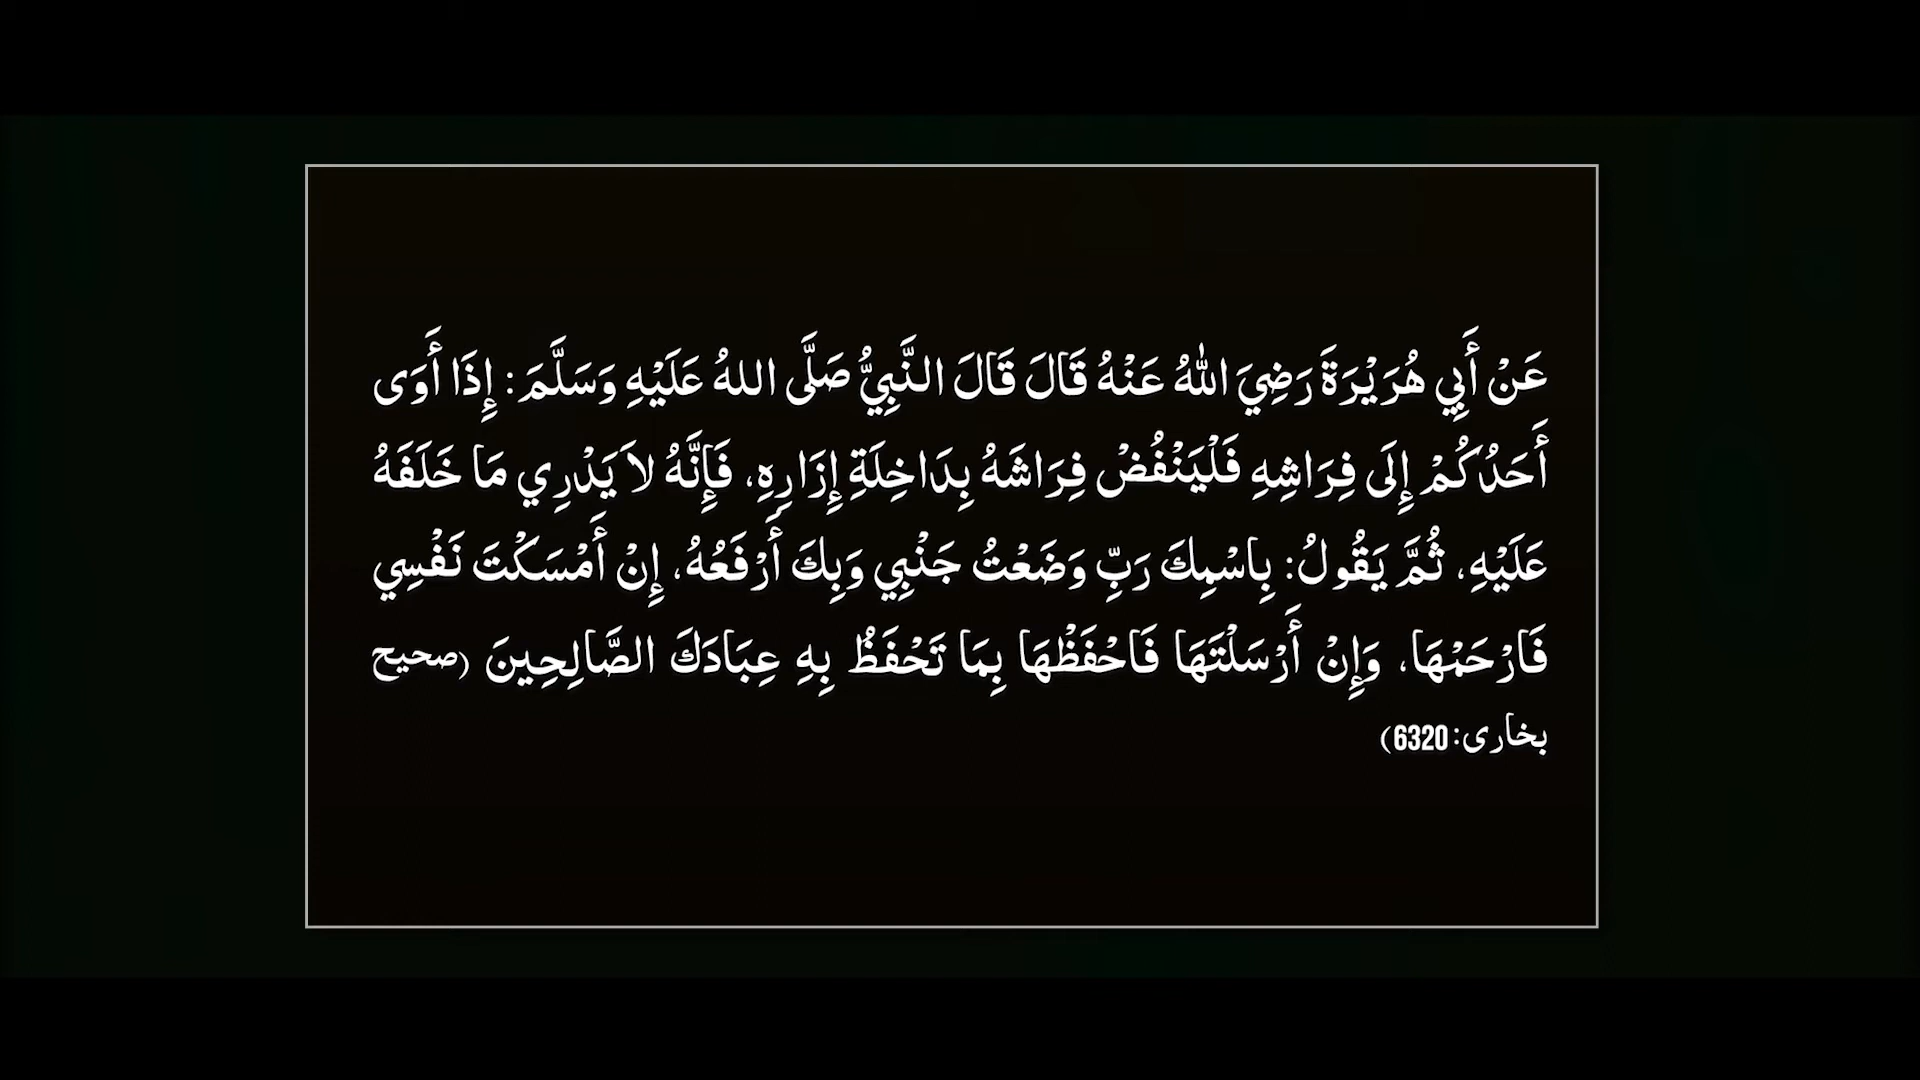 عَنْ أَبِي هُرَيْرَةَ رَضِيَ اللهُ عَنْهُ قَالَ قَالَ النَّبِيُّ صَلَّى اللهُ عَلَيْهِ وَسَلَّمَ: إِذَا أَوَى
أَحَدُكُمْ إِلَى فِرَاشِهِ فَلْيَنْفُضْ فِرَاشَهُ بِدَاخِلَةِ إِزَارِهِ، فَإِنَّهُ لاَ يَدْرِي مَا خَلَفَهُ
عَلَيْهِ، ثُمَّ يَقُولُ: بِاسْمِكَ رَبِّ وَضَعْتُ جَنْبِي وَبِكَ أَرْفَعُهُ، إِنْ أَمْسَكْتَ نَفْسِي
فَارْحَمْهَا، وَإِنْ أَرْسَلْتَهَا فَاحْفَظْهَا بِمَا تَحْفَظُ بِهِ عِبَادَكَ الصَّالِحِينَ (صحیح
بخاری: 6320)